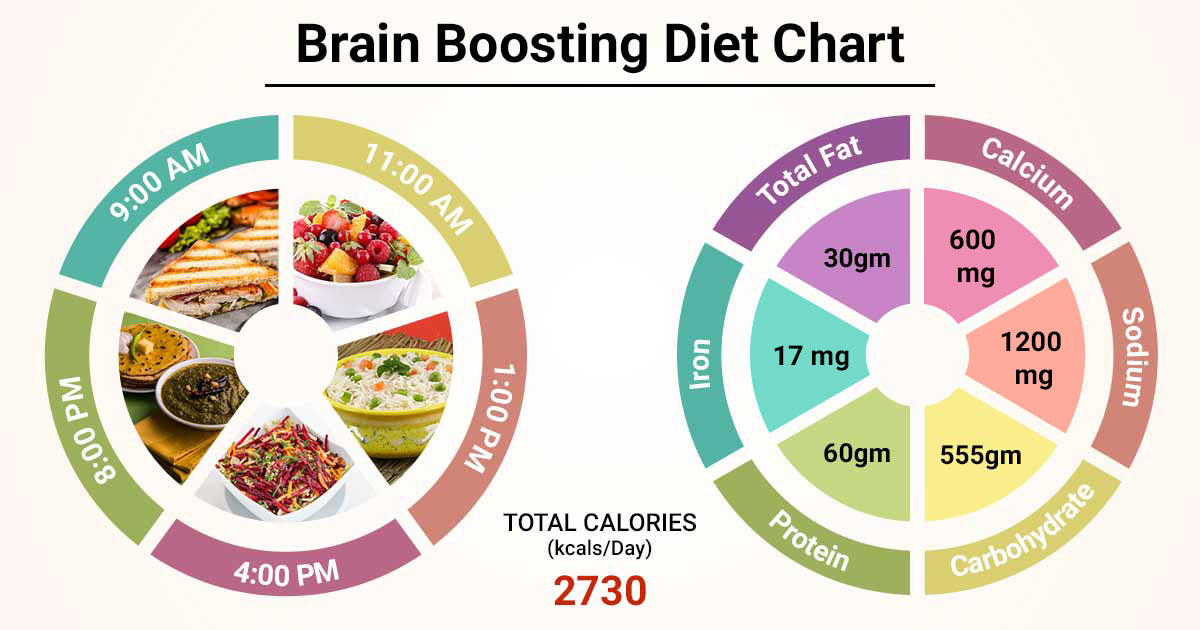 Brain Boosting Diet Chart
9:00 AM
11:00 AM
1:00 PM
4:00 PM
8:00 PM
TOTAL CALORIES
(kcals/Day)
2730
Total Fat
30gm
Calcium
600
mg
Sodium
1200
mg
Carbohydrate
555gm
Protein
60gm
Iron
17 mg